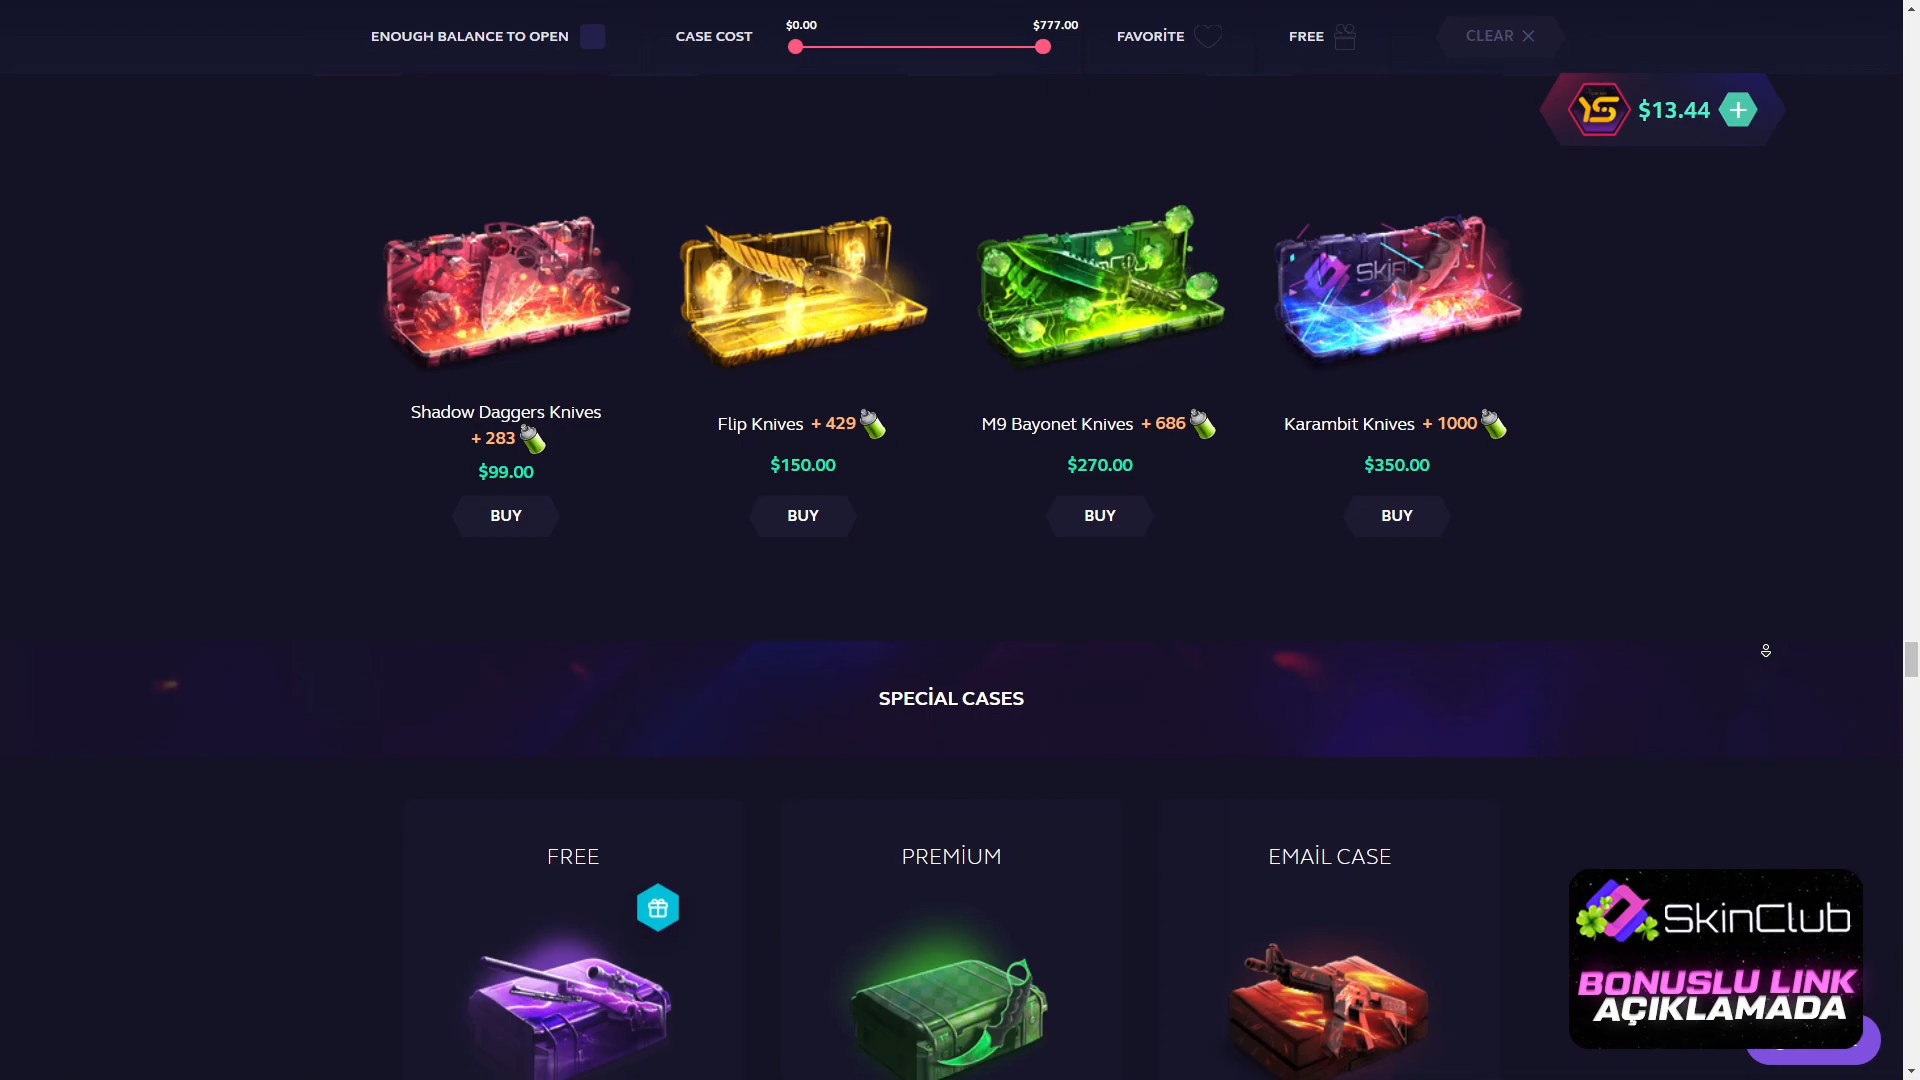 ENOUGH BALANCE TO OPEN
CASE COST
$0.00
$777.00
FAVORİTE
FREE
CLEAR
YS
$13.44
SKIN
Shadow Daggers Knives
+ 283
$99.00
BUY
Flip Knives + 429
$150.00
BUY
M9 Bayonet Knives + 686
$270.00
BUY
Karambit Knives + 1000
$350.00
BUY
SPECİAL CASES
FREE
PREMİUM
EMAİL CASE
SkinClub
BONUSLU LINK
AÇIKLAMADA